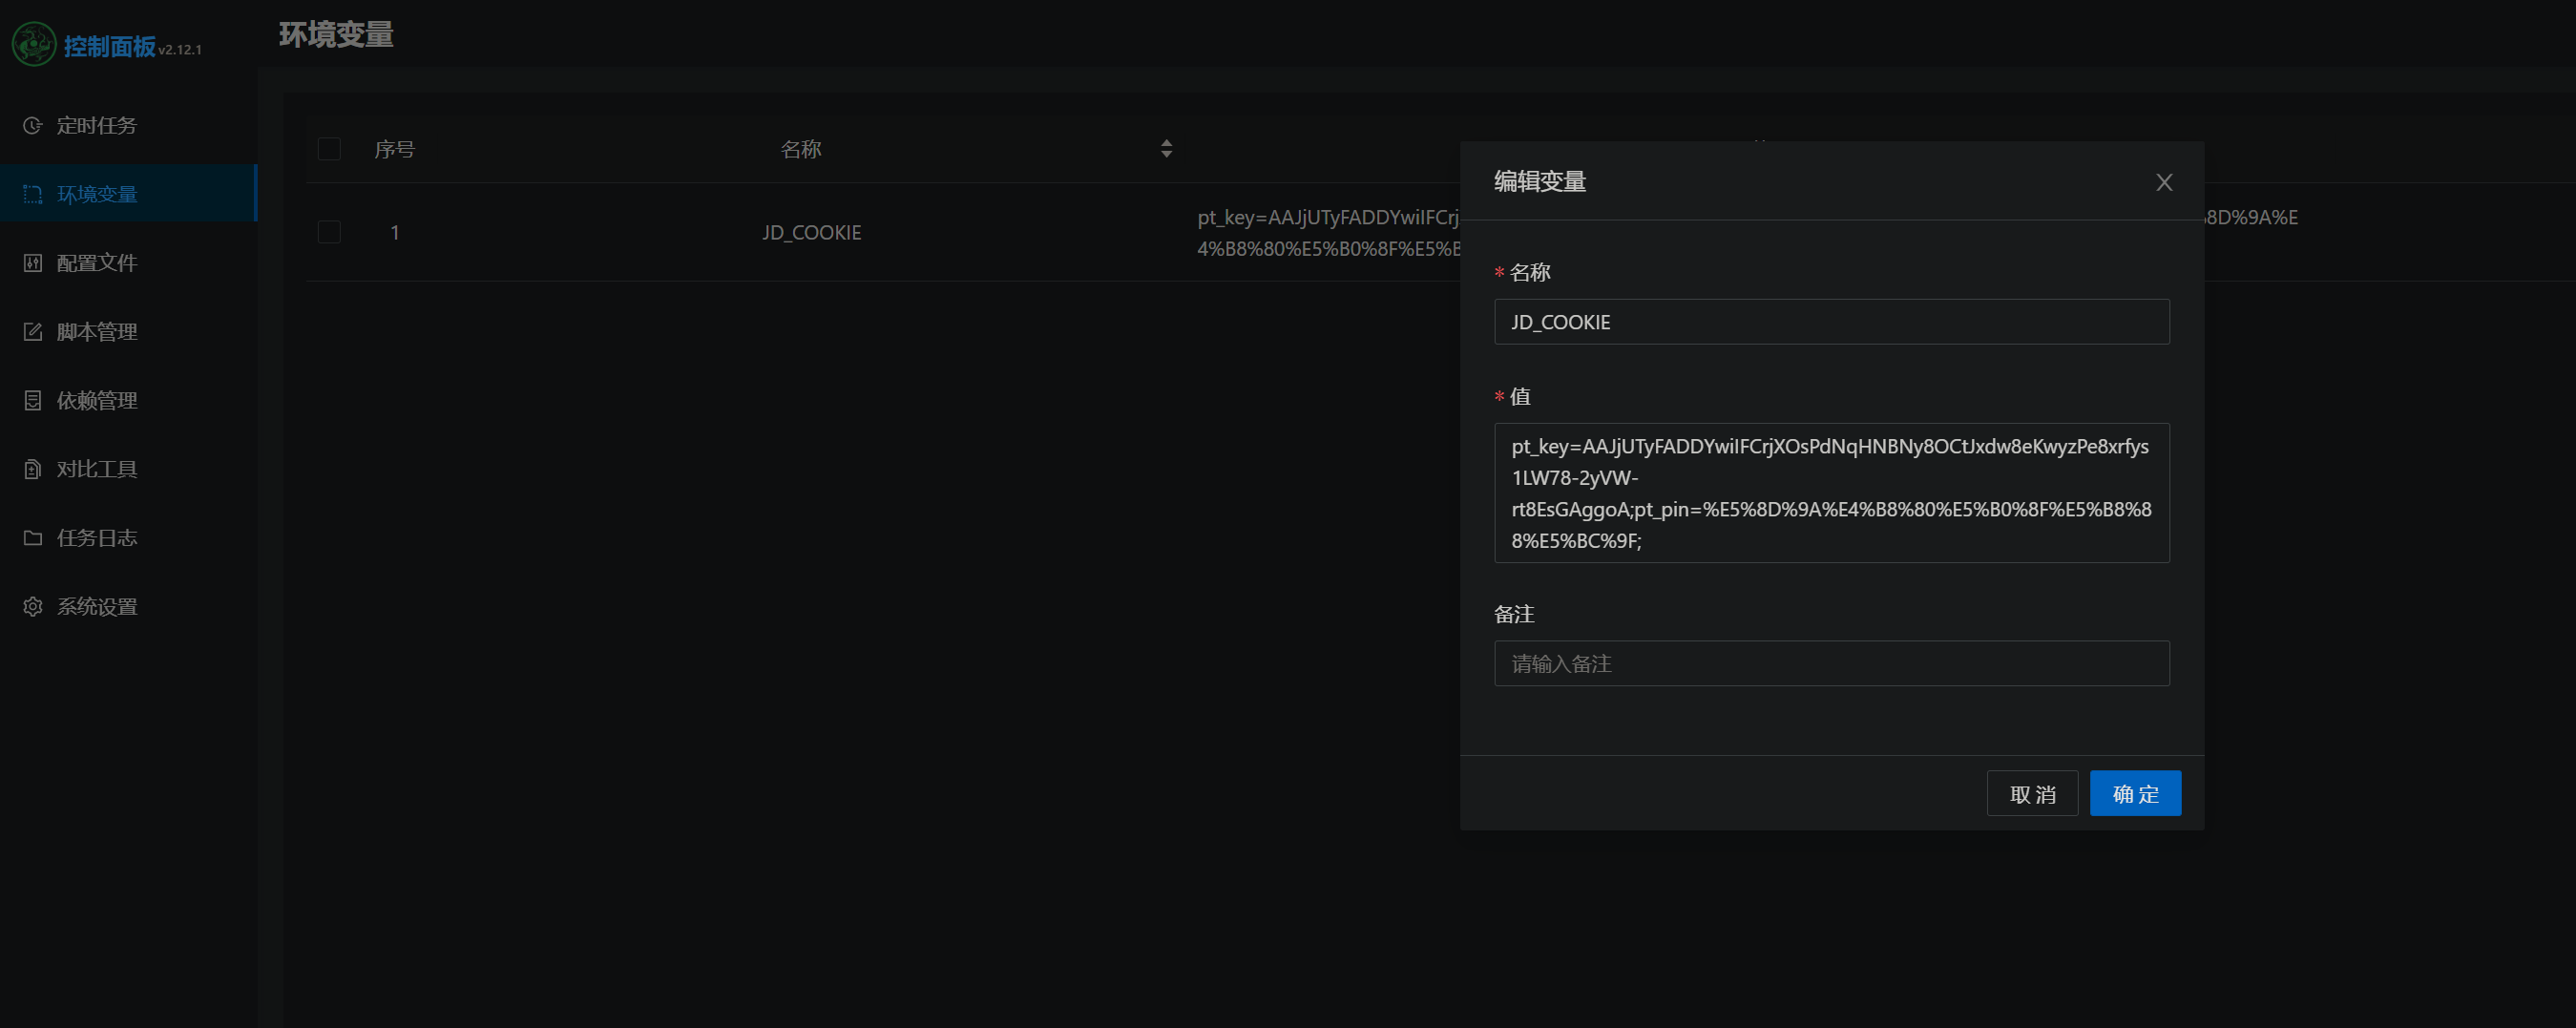 控制面板 v2.12.1
环境变量
定时任务
环境变量
配置文件
脚本管理
依赖管理
对比工具
任务日志
系统设置
序号 名称
1 JD_COOKIE pt_key=AAJjUTyFADDYwiIFCrj 8D%9A%E
4%B8%80%E5%B0%8F%E5%B
编辑变量
* 名称
JD_COOKIE
* 值
pt_key=AAJjUTyFADDYwiIFCrjXOsPdNqHNBNy8OCtJxdw8eKwyzPe8xrfys
1LW78-2yVW-
rt8EsGAggoA;pt_pin=%E5%8D%9A%E4%B8%80%E5%B0%8F%E5%B8%8
8%E5%BC%9F;
备注
请输入备注
取 消 确 定